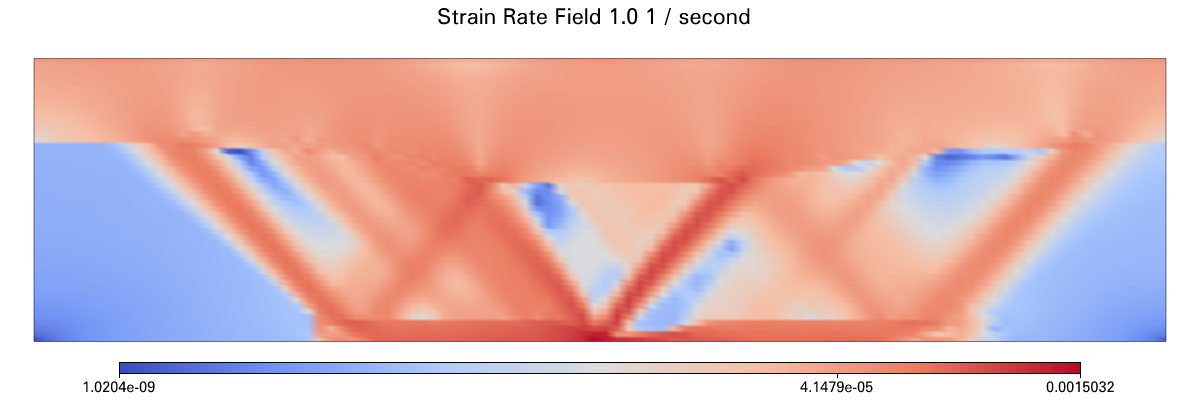 Strain Rate Field 1.0 1 / second
1.0204e-09
4.1479e-05
0.0015032